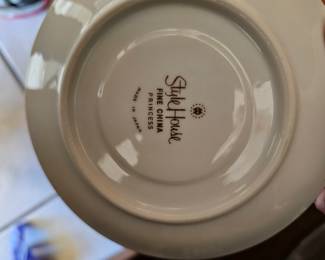 Style House
FINE CHINA
PRINCESS
MADE IN JAPAN